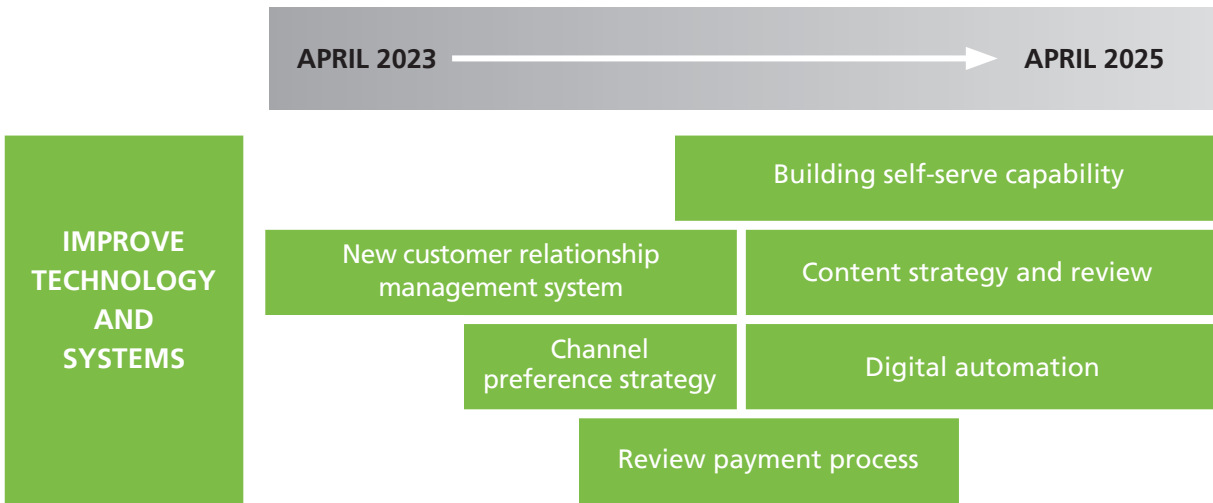 APRIL 2023
APRIL 2025
IMPROVE
TECHNOLOGY
AND
SYSTEMS
Building self-serve capability
New customer relationship
management system
Content strategy and review
Channel
preference strategy
Digital automation
Review payment process